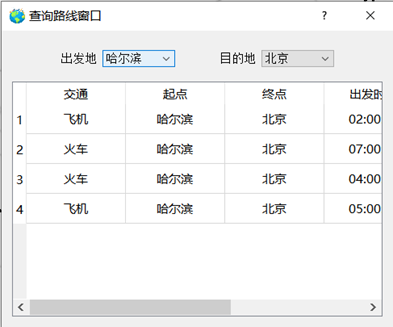 查询路线窗口 ?
出发地 哈尔滨 目的地 北京
交通 起点 终点 出发时
1 飞机 哈尔滨 北京 02:00
2 火车 哈尔滨 北京 07:00
3 火车 哈尔滨 北京 04:00
4 飞机 哈尔滨 北京 05:00